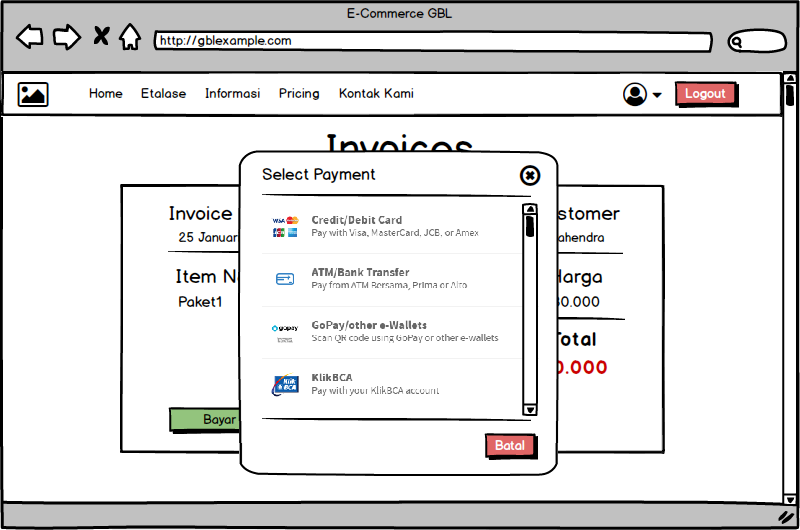 E-Commerce GBL
http://gblexample.com
Home Etalase Informasi Pricing Kontak Kami Logout
Invoices
Select Payment
Invoice stomer
25 Januar ahendra
Item N Harga
Paket1 0.000
Total
0.000
Bayar
VISA
JCB
Credit/Debit Card
Pay with Visa, MasterCard, JCB, or Amex
ATM/Bank Transfer
Pay from ATM Bersama, Prima or Alto
gopay
GoPay/other e-Wallets
Scan QR code using GoPay or other e-wallets
Klik
BCA
KlikBCA
Pay with your KlikBCA account
Batal